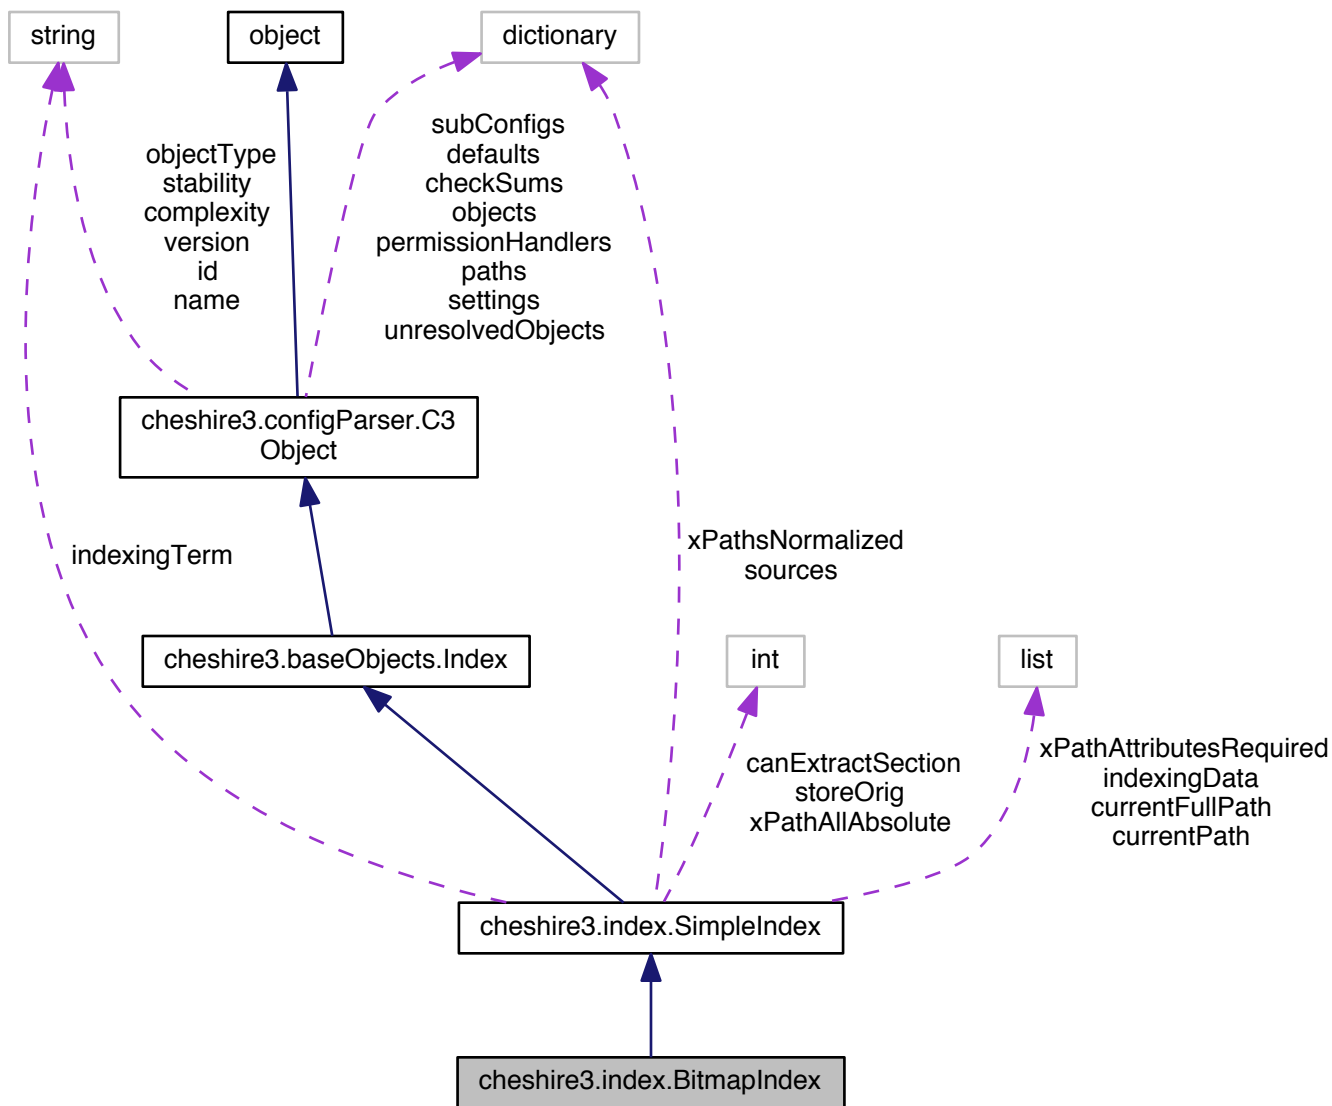 string
object
dictionary
objectType
stability
complexity
version
id
name
subConfigs
defaults
checkSums
objects
permissionHandlers
paths
settings
unresolvedObjects
cheshire3.configParser.C3
Object
indexingTerm
xPathsNormalized
sources
cheshire3.baseObjects.Index
int
list
canExtractSection
storeOrig
xPathAllAbsolute
xPathAttributesRequired
indexingData
currentFullPath
currentPath
cheshire3.index.SimpleIndex
cheshire3.index.BitmapIndex